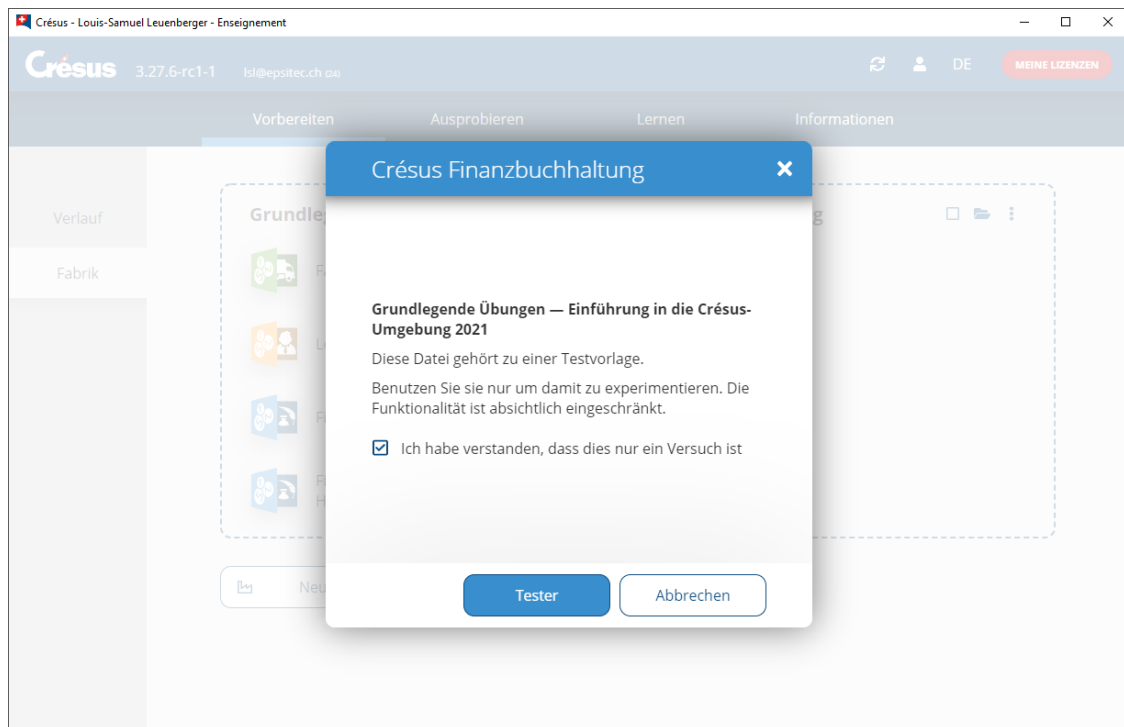 Crésus - Louis-Samuel Leuenberger - Enseignement
Crésus 3.27.6-rc1-1 lsl@epsitec.ch (24) DE MEINE LIZENZEN
Vorbereiten Ausprobieren Lernen Informationen
Crésus Finanzbuchhaltung
Verlauf
Grundle
g
Fabrik
F
Grundlegende Übungen — Einführung in die Crésus-
Umgebung 2021
L
Diese Datei gehört zu einer Testvorlage.
Benutzen Sie sie nur um damit zu experimentieren. Die
Funktionalität ist absichtlich eingeschränkt.
F
Ich habe verstanden, dass dies nur ein Versuch ist
F
H
Neu
Tester Abbrechen